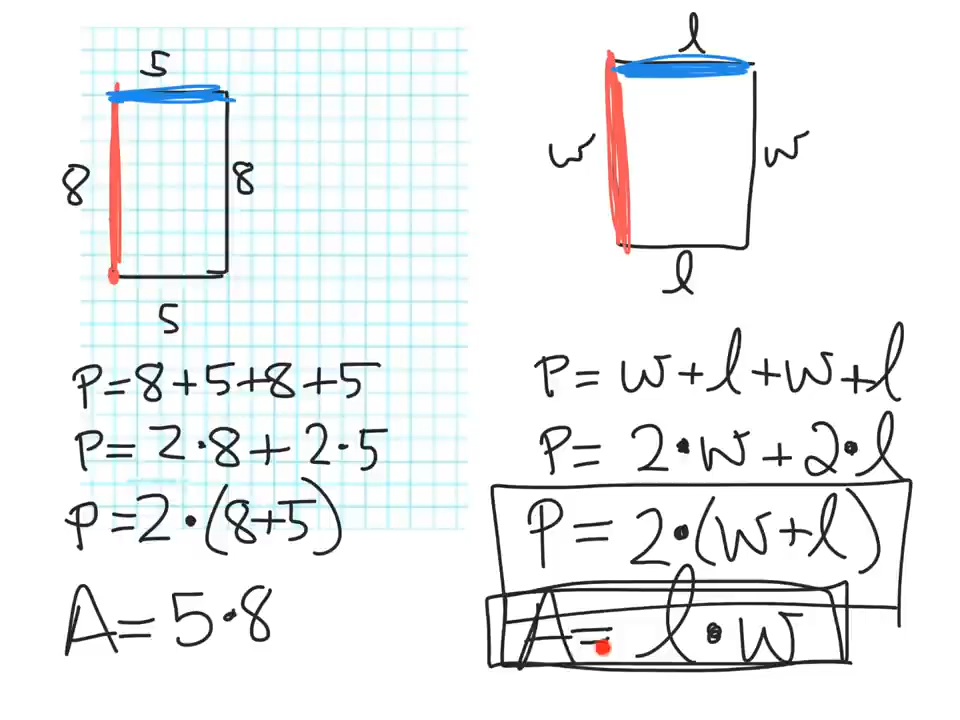 5
8 8
5
P=8+5+8+5
P=2·8+2·5
P=2·(8+5)
A=5·8
l
w w
l
P=w+l+w+l
P=2·w+2·l
P=2·(w+l)
A=l·w